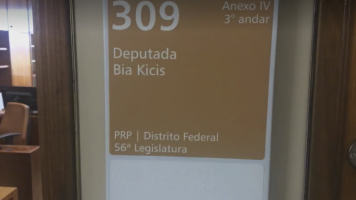 309
Anexo IV
3º andar
Deputada
Bia Kicis
PRP | Distrito Federal
56ª Legislatura